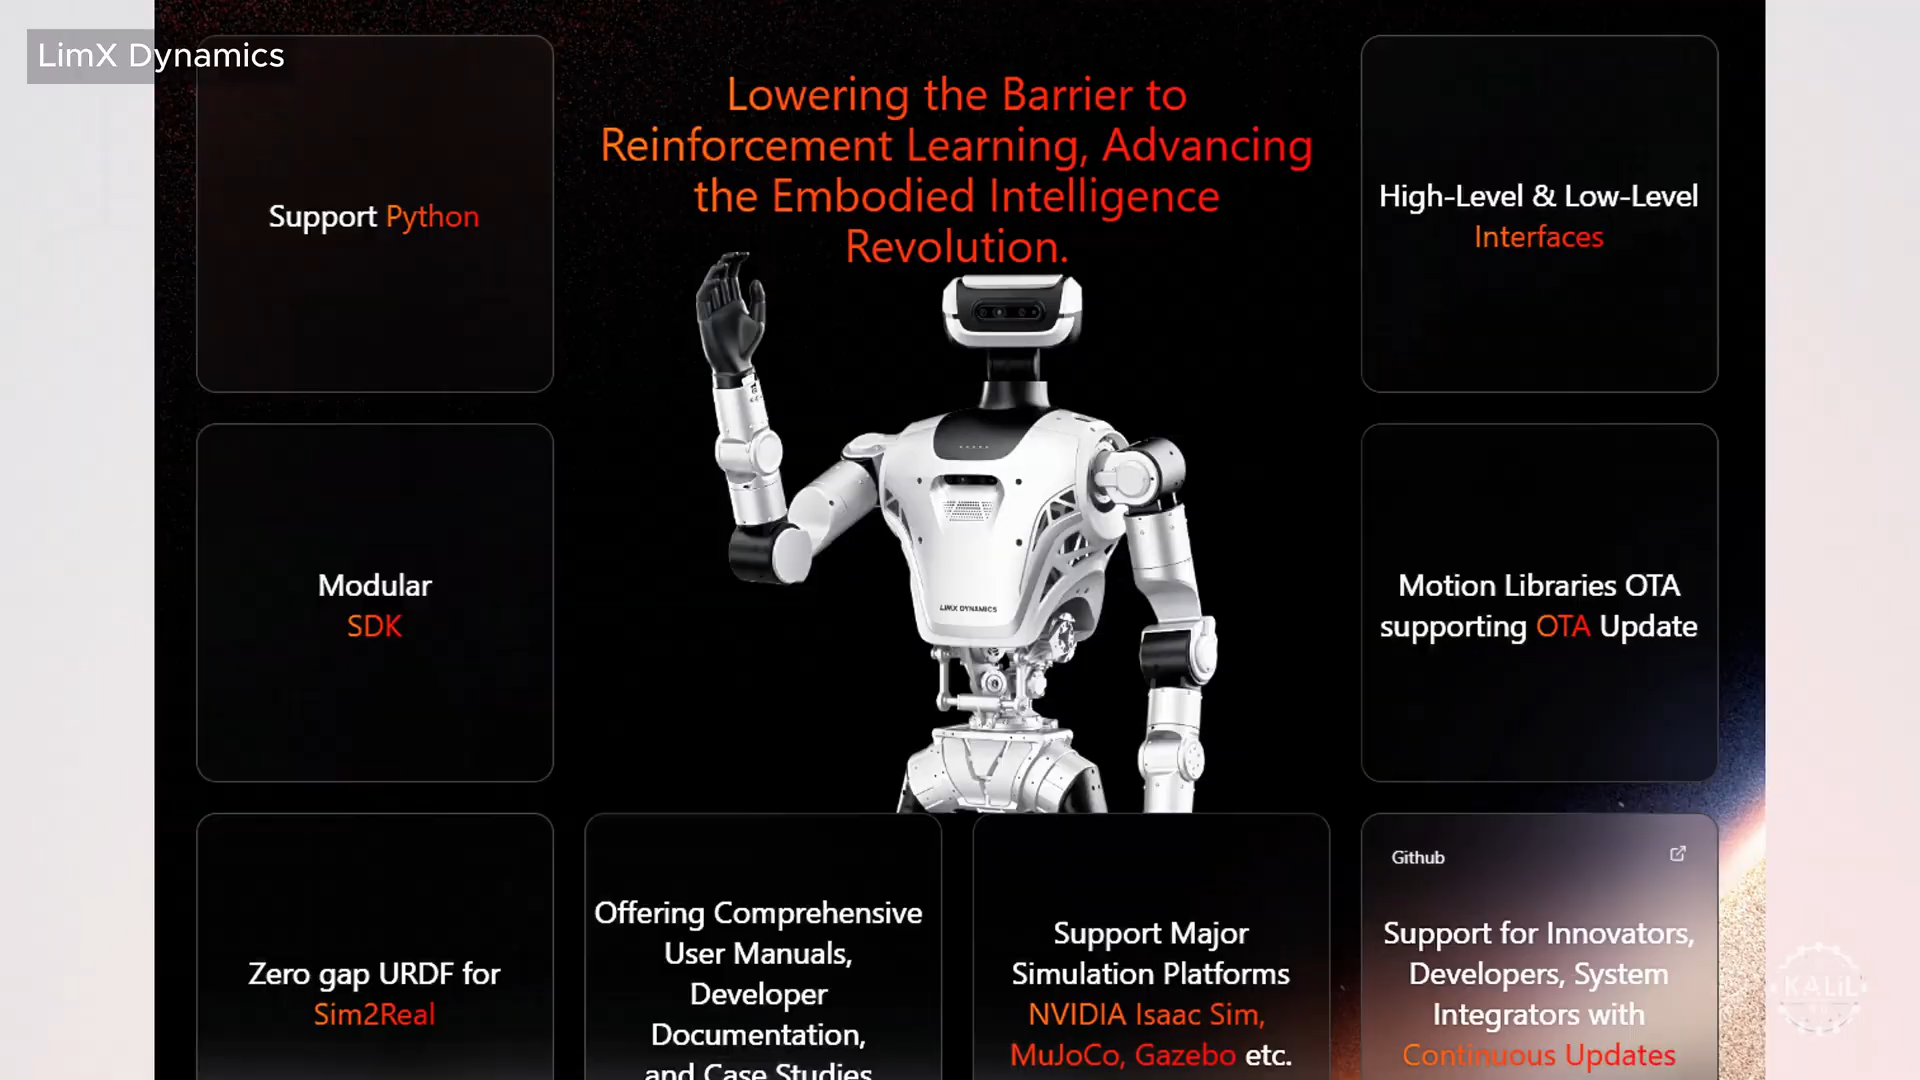 LimX Dynamics
Lowering the Barrier to
Reinforcement Learning, Advancing
the Embodied Intelligence
Revolution.
Support Python
High-Level & Low-Level
Interfaces
Modular
SDK
Motion Libraries OTA
supporting OTA Update
LIMX DYNAMICS
Zero gap URDF for
Sim2Real
Offering Comprehensive
User Manuals,
Developer
Documentation,
and Case Studies
Support Major
Simulation Platforms
NVIDIA Isaac Sim,
MuJoCo, Gazebo etc.
Github
Support for Innovators,
Developers, System
Integrators with
Continuous Updates
KALIL